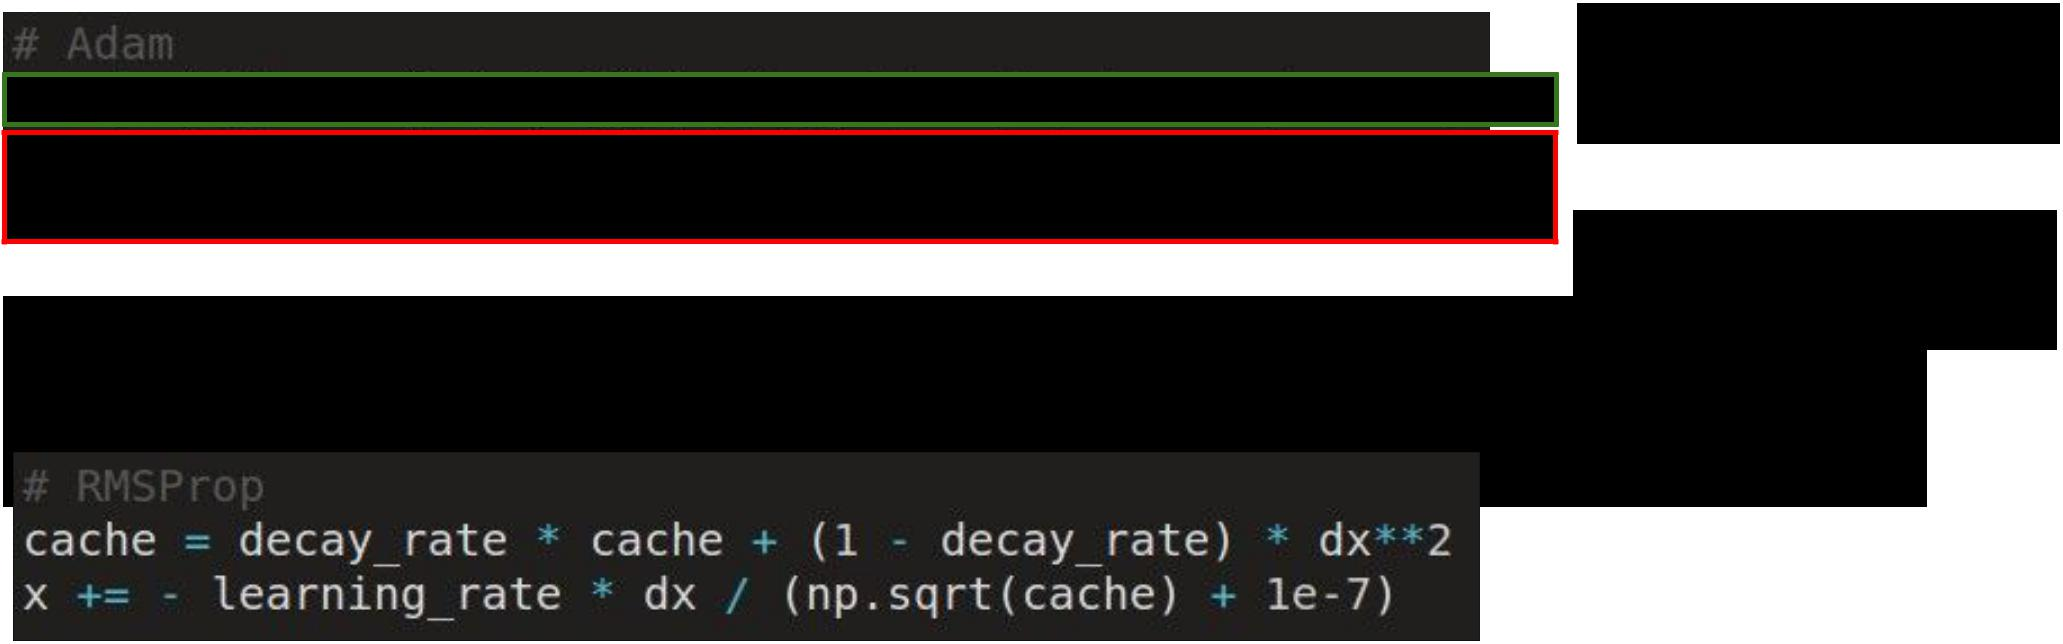 # Adam
# RMSProp
cache = decay_rate * cache + (1 - decay_rate) * dx**2
x += - learning_rate * dx / (np.sqrt(cache) + 1e-7)